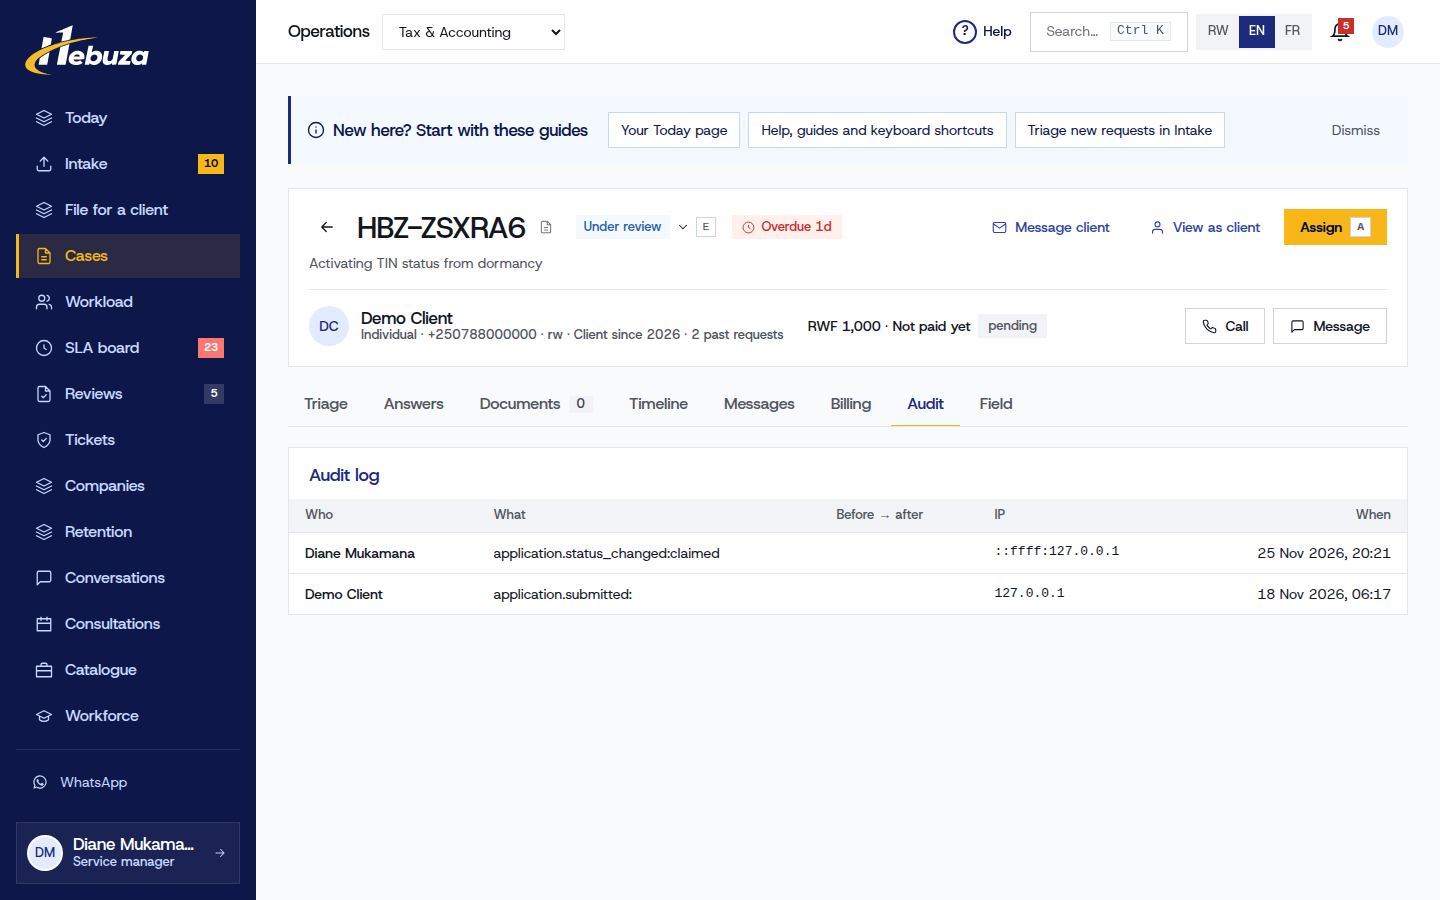 Hebuza
Today
Intake 10
File for a client
Cases
Workload
SLA board 23
Reviews 5
Tickets
Companies
Retention
Conversations
Consultations
Catalogue
Workforce
WhatsApp
DM Diane Mukama...
Service manager
Operations Tax & Accounting ? Help Search... Ctrl K RW EN FR 5 DM
New here? Start with these guides Your Today page Help, guides and keyboard shortcuts Triage new requests in Intake Dismiss
HBZ-ZSXRA6 Under review E Overdue 1d Message client View as client Assign A
Activating TIN status from dormancy
DC Demo Client
Individual · +250788000000 · rw · Client since 2026 · 2 past requests
RWF 1,000 · Not paid yet pending Call Message
Triage Answers Documents 0 Timeline Messages Billing Audit Field
Audit log
Who What Before → after IP When
Diane Mukamana application.status_changed:claimed ::ffff:127.0.0.1 25 Nov 2026, 20:21
Demo Client application.submitted: 127.0.0.1 18 Nov 2026, 06:17